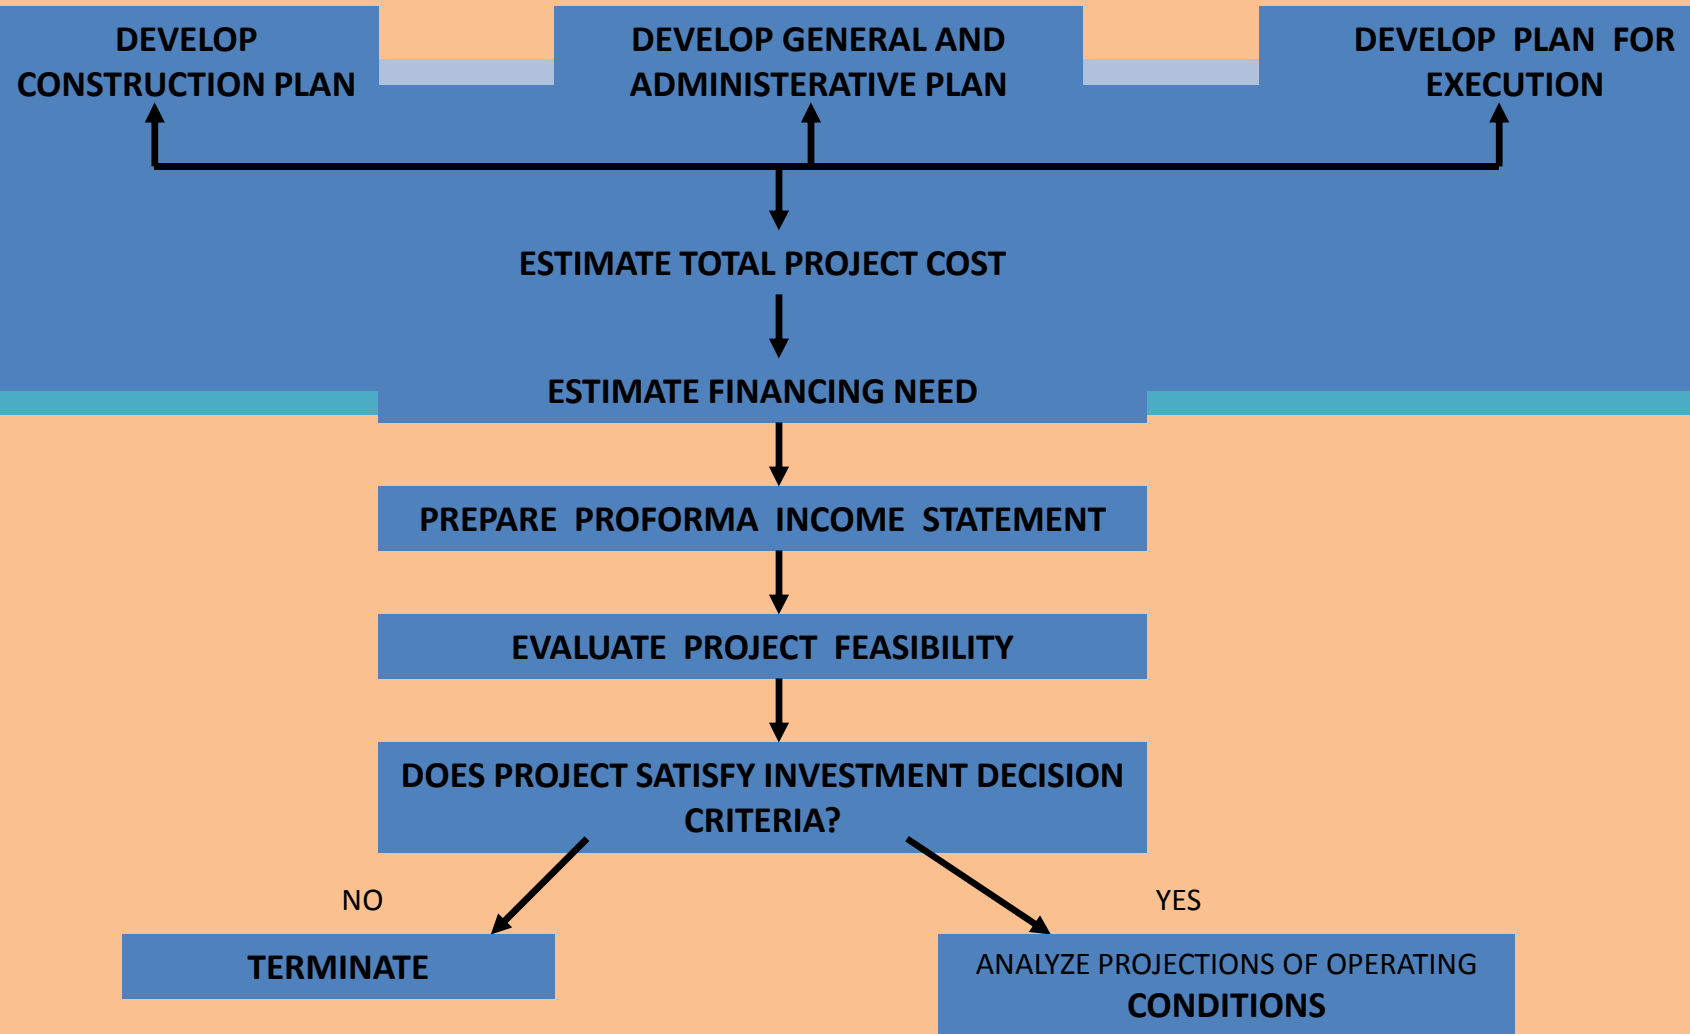 DEVELOP
CONSTRUCTION PLAN
DEVELOP GENERAL AND
ADMINISTERATIVE PLAN
DEVELOP PLAN FOR
EXECUTION
ESTIMATE TOTAL PROJECT COST
ESTIMATE FINANCING NEED
PREPARE PROFORMA INCOME STATEMENT
EVALUATE PROJECT FEASIBILITY
DOES PROJECT SATISFY INVESTMENT DECISION
CRITERIA?
NO
YES
TERMINATE
ANALYZE PROJECTIONS OF OPERATING
CONDITIONS